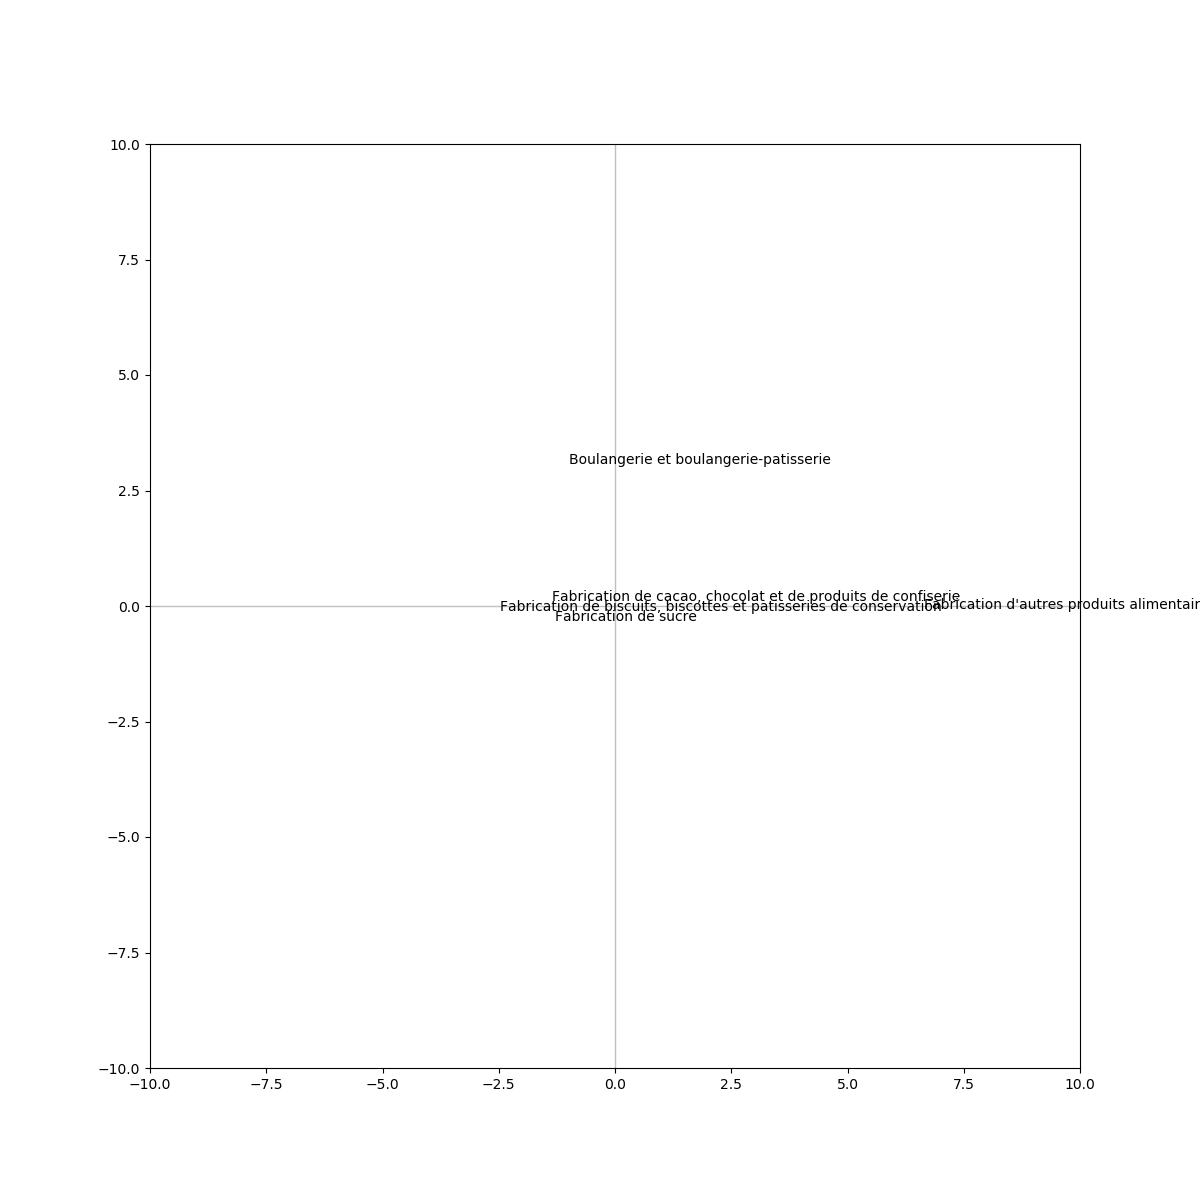 10.0
7.5
5.0
Boulangerie et boulangerie-patisserie
2.5
Fabrication de cacao, chocolat et de produits de confiserie
0.0
Fabrication de biscuits, biscottes et patisseries de conservation
Fabrication d'autres produits alimentair
Fabrication de sucre
−2.5
−5.0
−7.5
−10.0
−10.0 −7.5 −5.0 −2.5 0.0 2.5 5.0 7.5 10.0